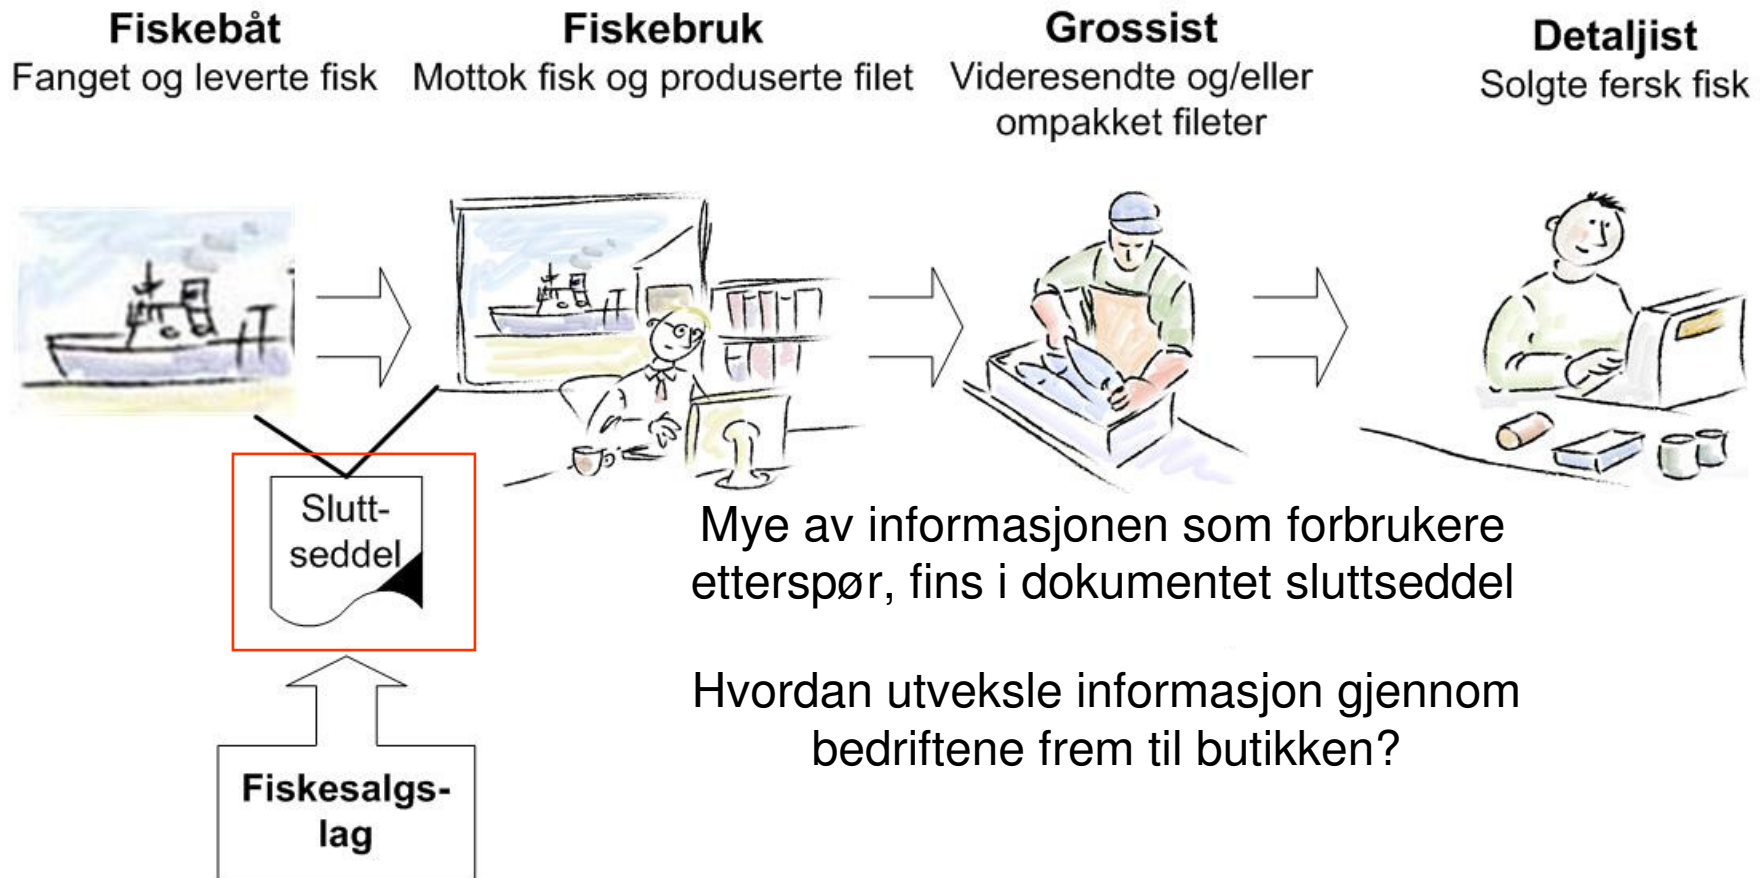 Fiskebåt
Fanget og leverte fisk
Fiskebruk
Mottok fisk og produserte filet
Grossist
Videresendte og/eller
ompakket fileter
Detaljist
Solgte fersk fisk
Slutt-
seddel
Mye av informasjonen som forbrukere
etterspør, fins i dokumentet sluttseddel
Hvordan utveksle informasjon gjennom
bedriftene frem til butikken?
Fiskesalgs-
lag